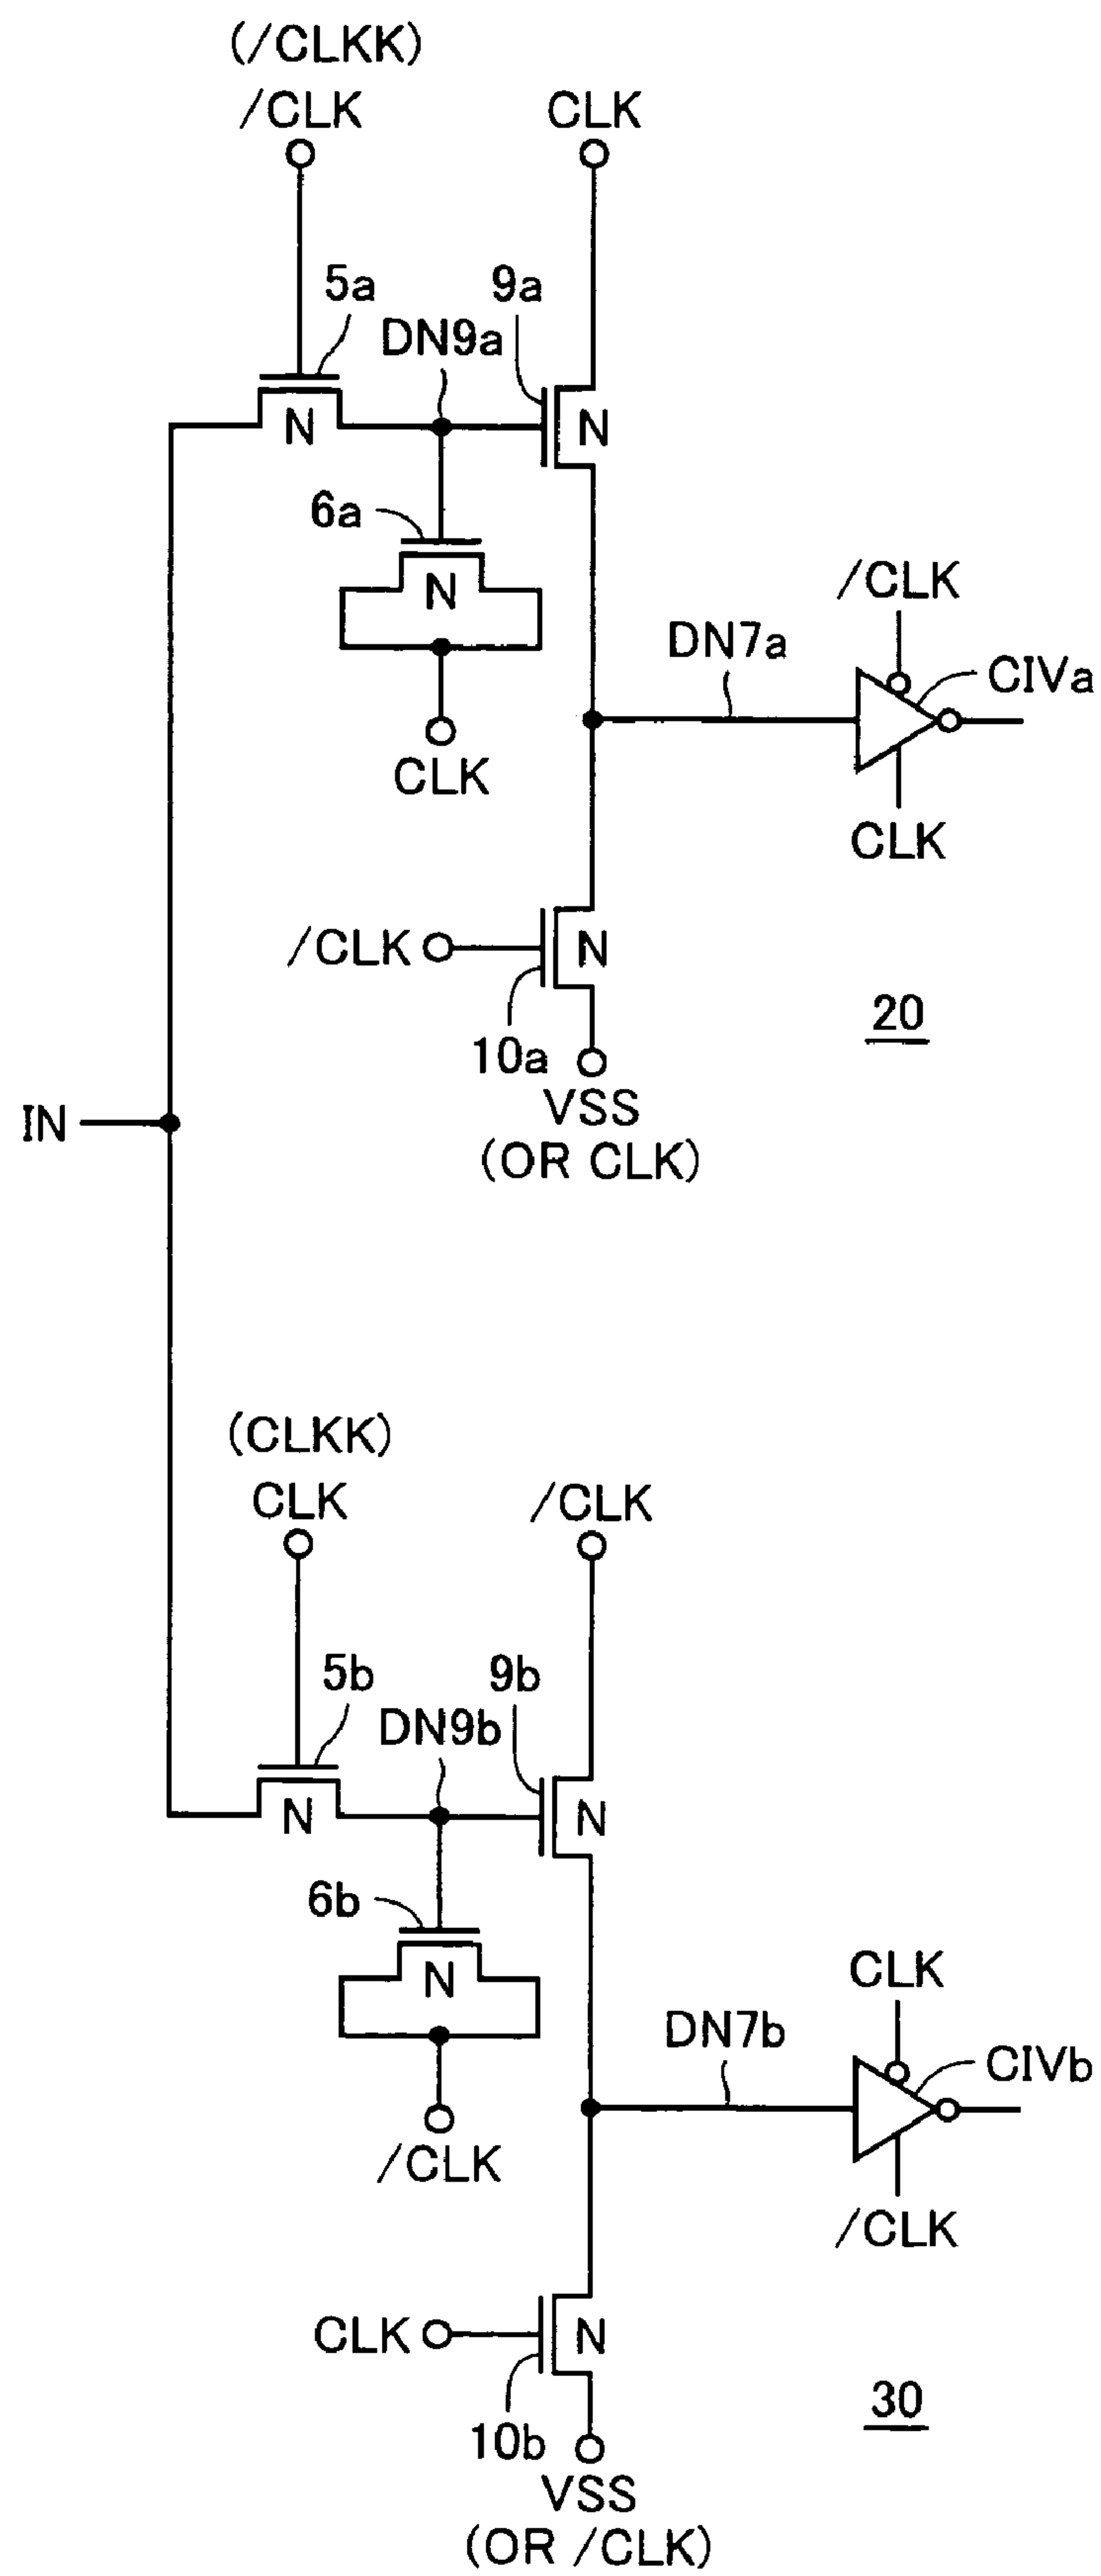 (/CLKK)
/CLK
CLK
5a
9a
DN9a
N
N
6a
N
/CLK
DN7a
CIVa
CLK
CLK
/CLK
N
20
10a
IN
VSS
(OR CLK)
(CLKK)
CLK
/CLK
5b
9b
DN9b
N
N
6b
N
CLK
DN7b
CIVb
/CLK
/CLK
CLK
N
30
10b
VSS
(OR /CLK)